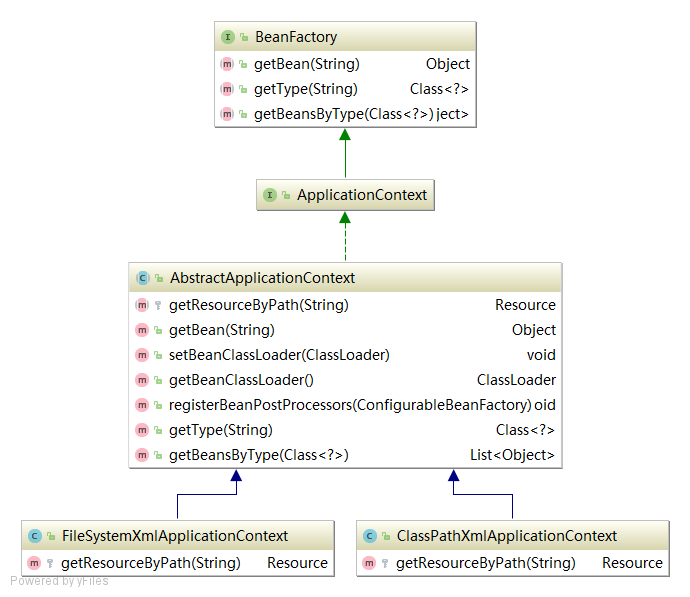 I BeanFactory
m getBean(String) Object
m getType(String) Class<?>
m getBeansByType(Class<?>) ject>
I ApplicationContext
C AbstractApplicationContext
m getResourceByPath(String) Resource
m getBean(String) Object
m setBeanClassLoader(ClassLoader) void
m getBeanClassLoader() ClassLoader
m registerBeanPostProcessors(ConfigurableBeanFactory) oid
m getType(String) Class<?>
m getBeansByType(Class<?>) List<Object>
C FileSystemXmlApplicationContext
m getResourceByPath(String) Resource
C ClassPathXmlApplicationContext
m getResourceByPath(String) Resource
Powered by yFiles